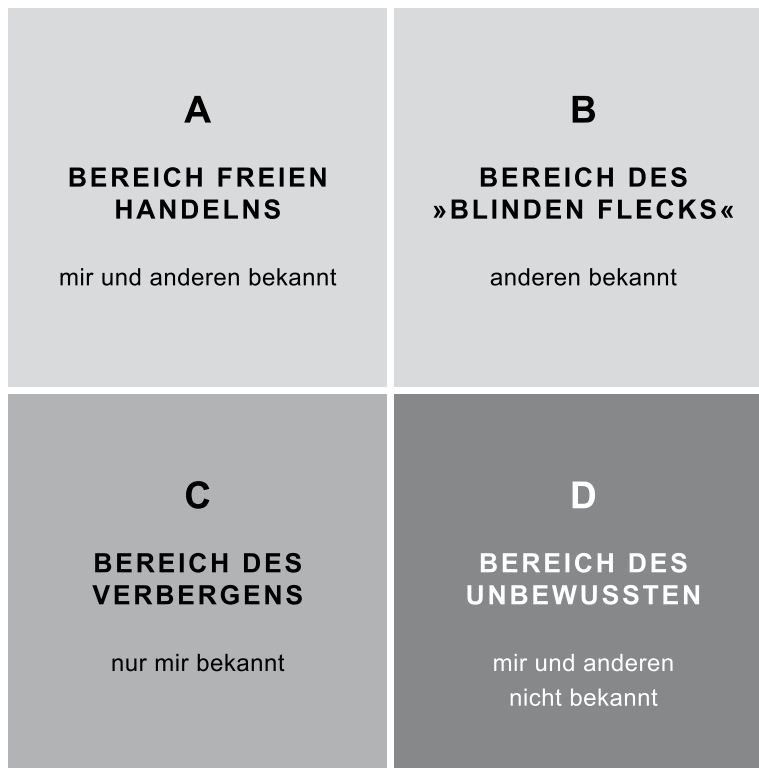 A
BEREICH FREIEN
HANDELNS
mir und anderen bekannt
B
BEREICH DES
»BLINDEN FLECKS«
anderen bekannt
C
BEREICH DES
VERBERGENS
nur mir bekannt
D
BEREICH DES
UNBEWUSSTEN
mir und anderen
nicht bekannt